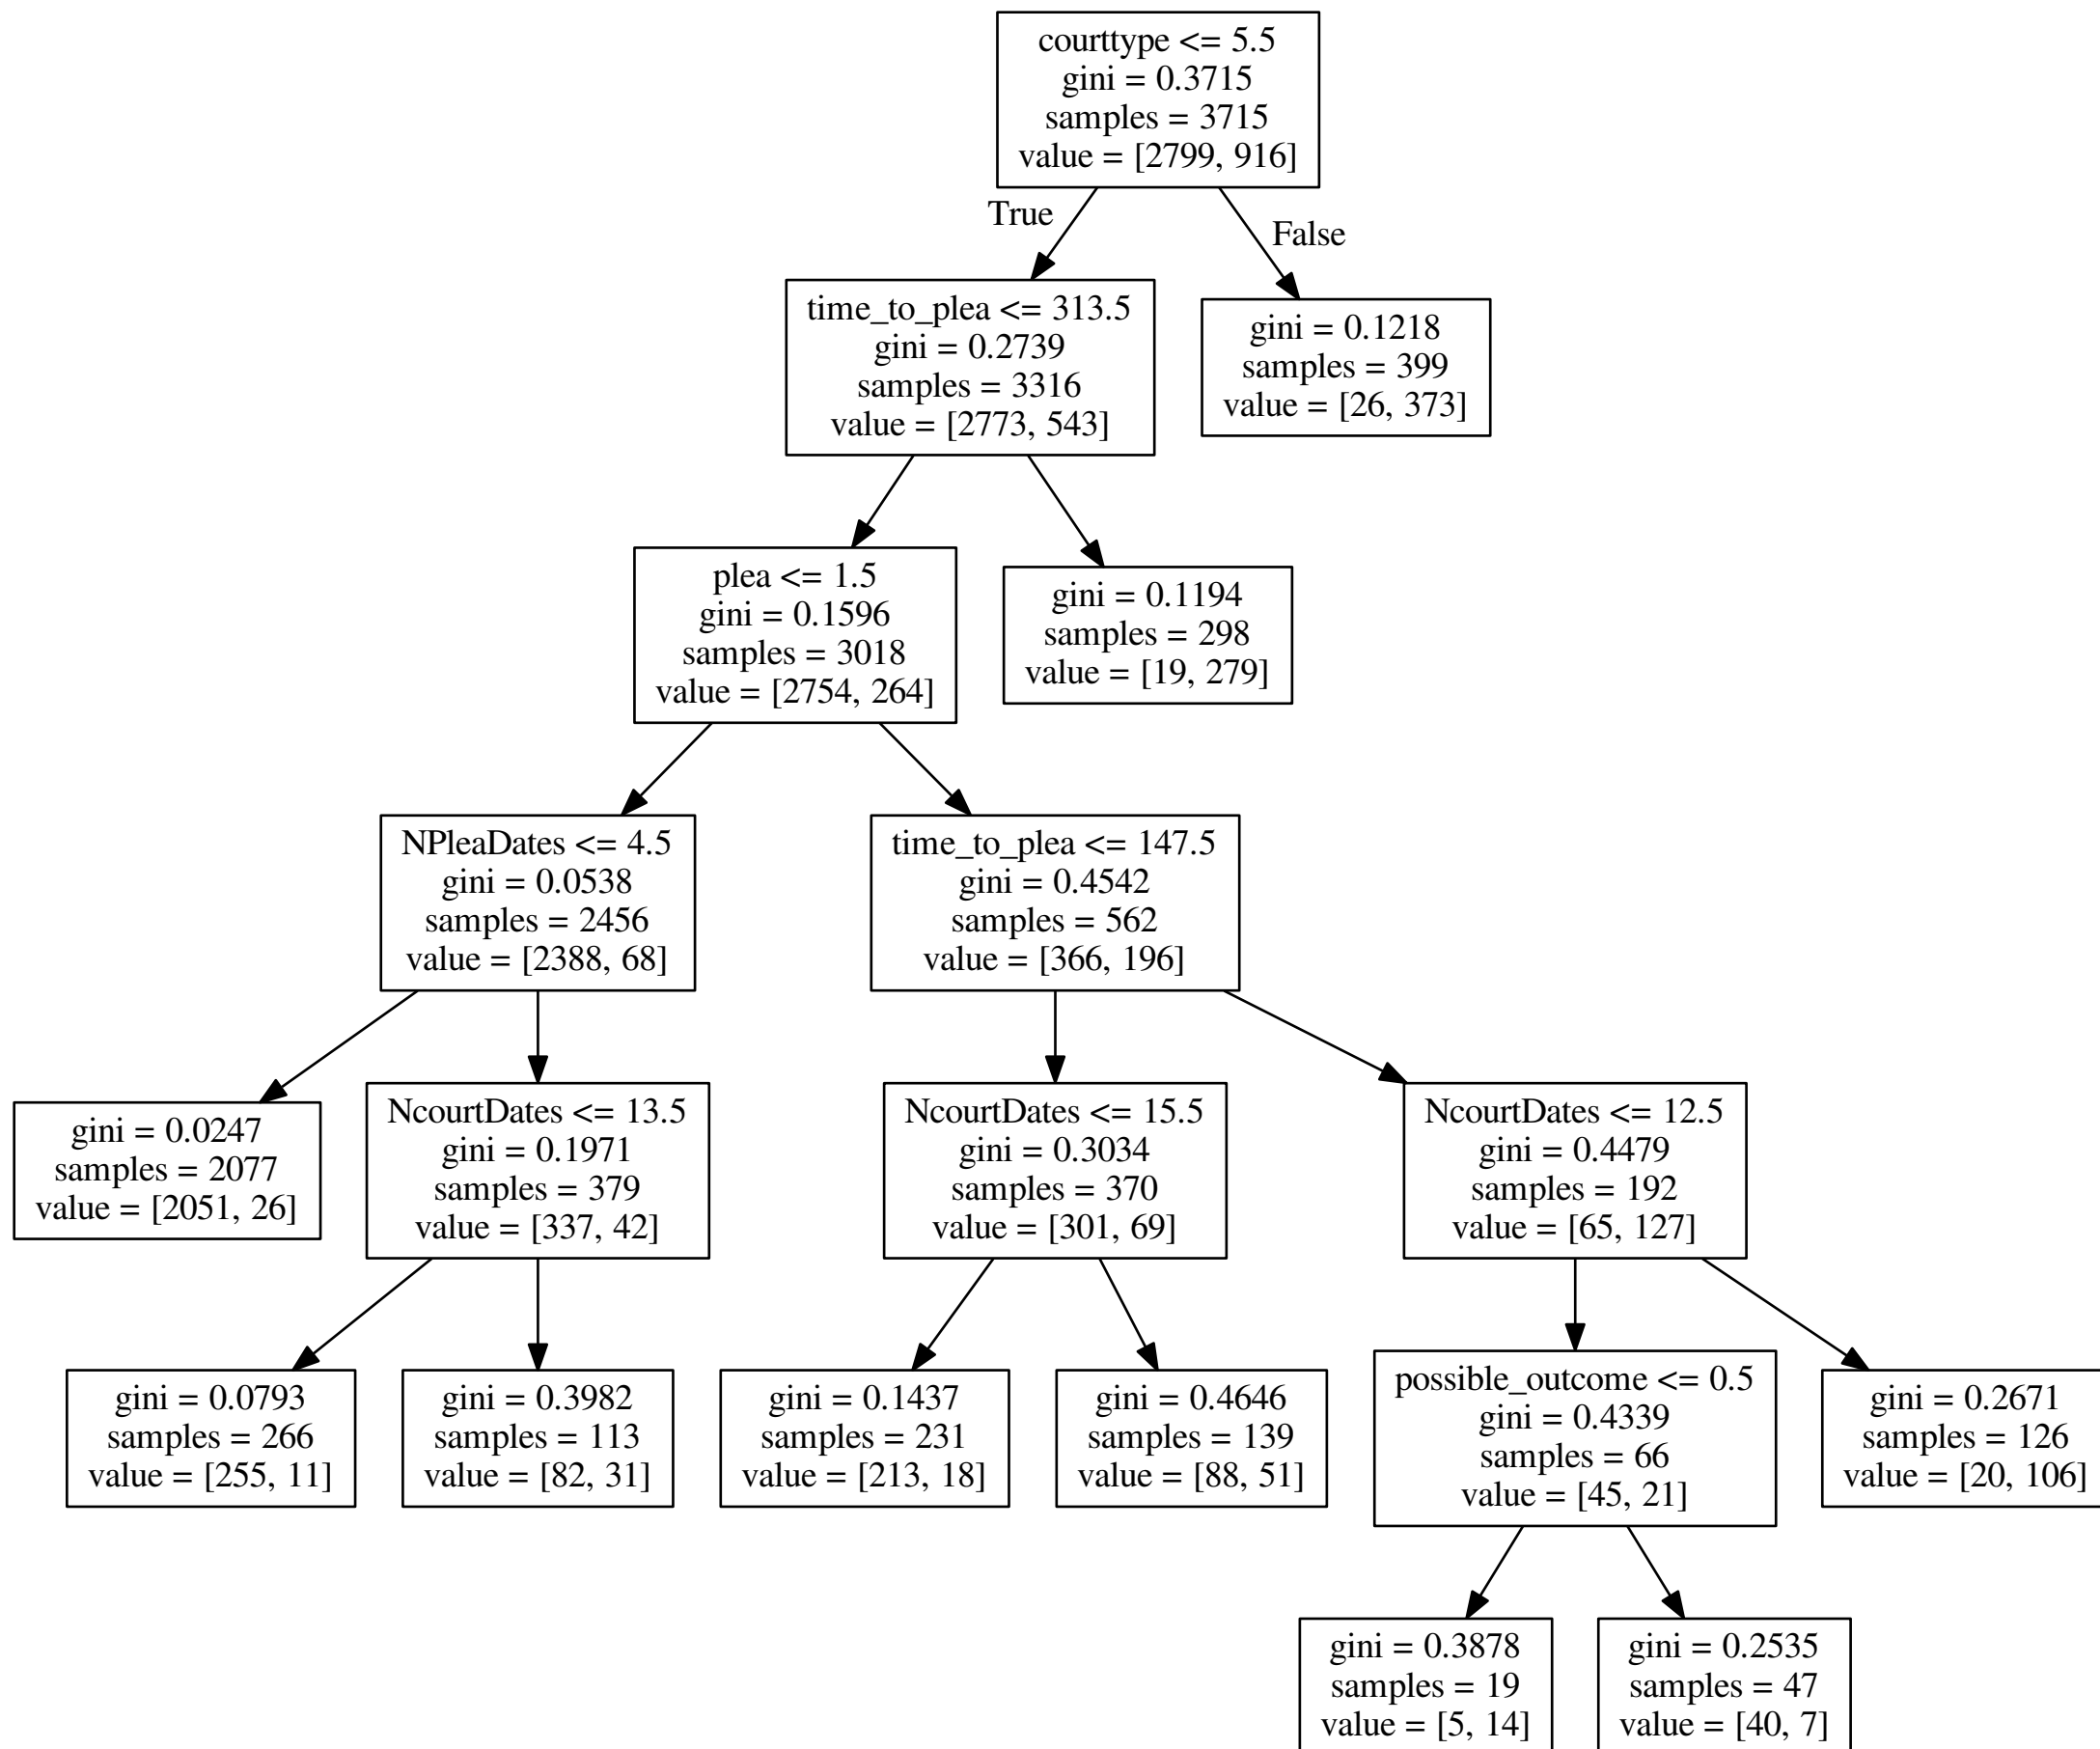 courttype <= 5.5
gini = 0.3715
samples = 3715
value = [2799, 916]
True
False
time_to_plea <= 313.5
gini = 0.2739
samples = 3316
value = [2773, 543]
gini = 0.1218
samples = 399
value = [26, 373]
plea <= 1.5
gini = 0.1596
samples = 3018
value = [2754, 264]
gini = 0.1194
samples = 298
value = [19, 279]
NPleaDates <= 4.5
gini = 0.0538
samples = 2456
value = [2388, 68]
time_to_plea <= 147.5
gini = 0.4542
samples = 562
value = [366, 196]
gini = 0.0247
samples = 2077
value = [2051, 26]
NcourtDates <= 13.5
gini = 0.1971
samples = 379
value = [337, 42]
NcourtDates <= 15.5
gini = 0.3034
samples = 370
value = [301, 69]
NcourtDates <= 12.5
gini = 0.4479
samples = 192
value = [65, 127]
gini = 0.0793
samples = 266
value = [255, 11]
gini = 0.3982
samples = 113
value = [82, 31]
gini = 0.1437
samples = 231
value = [213, 18]
gini = 0.4646
samples = 139
value = [88, 51]
possible_outcome <= 0.5
gini = 0.4339
samples = 66
value = [45, 21]
gini = 0.2671
samples = 126
value = [20, 106]
gini = 0.3878
samples = 19
value = [5, 14]
gini = 0.2535
samples = 47
value = [40, 7]